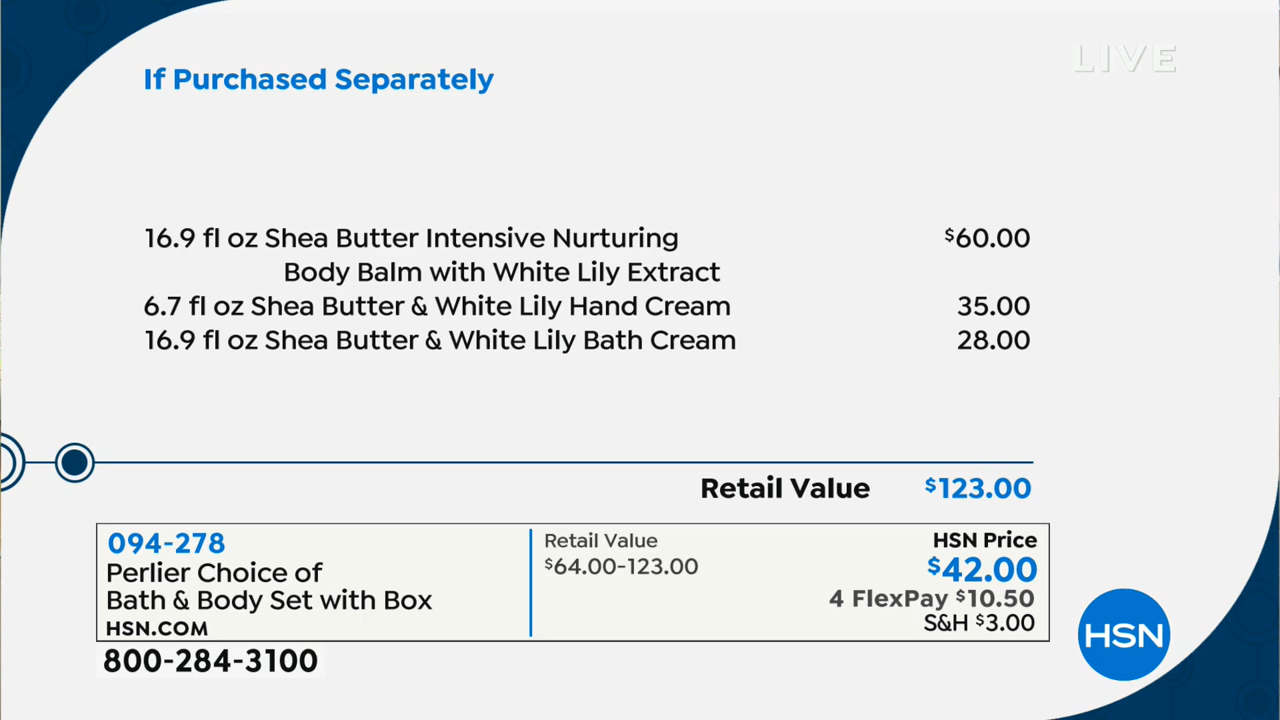 If Purchased Separately
LIVE
16.9 fl oz Shea Butter Intensive Nurturing $60.00
Body Balm with White Lily Extract
6.7 fl oz Shea Butter & White Lily Hand Cream 35.00
16.9 fl oz Shea Butter & White Lily Bath Cream 28.00
Retail Value $123.00
094-278
Perlier Choice of
Bath & Body Set with Box
HSN.COM
Retail Value
$64.00-123.00
HSN Price
$42.00
4 FlexPay $10.50
S&H $3.00
800-284-3100
HSN